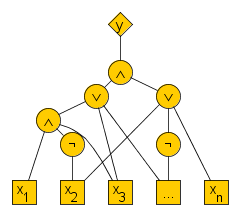 y
∧
∨ ∨
∧
¬ ¬
x₁ x₂ x₃ ... xₙ